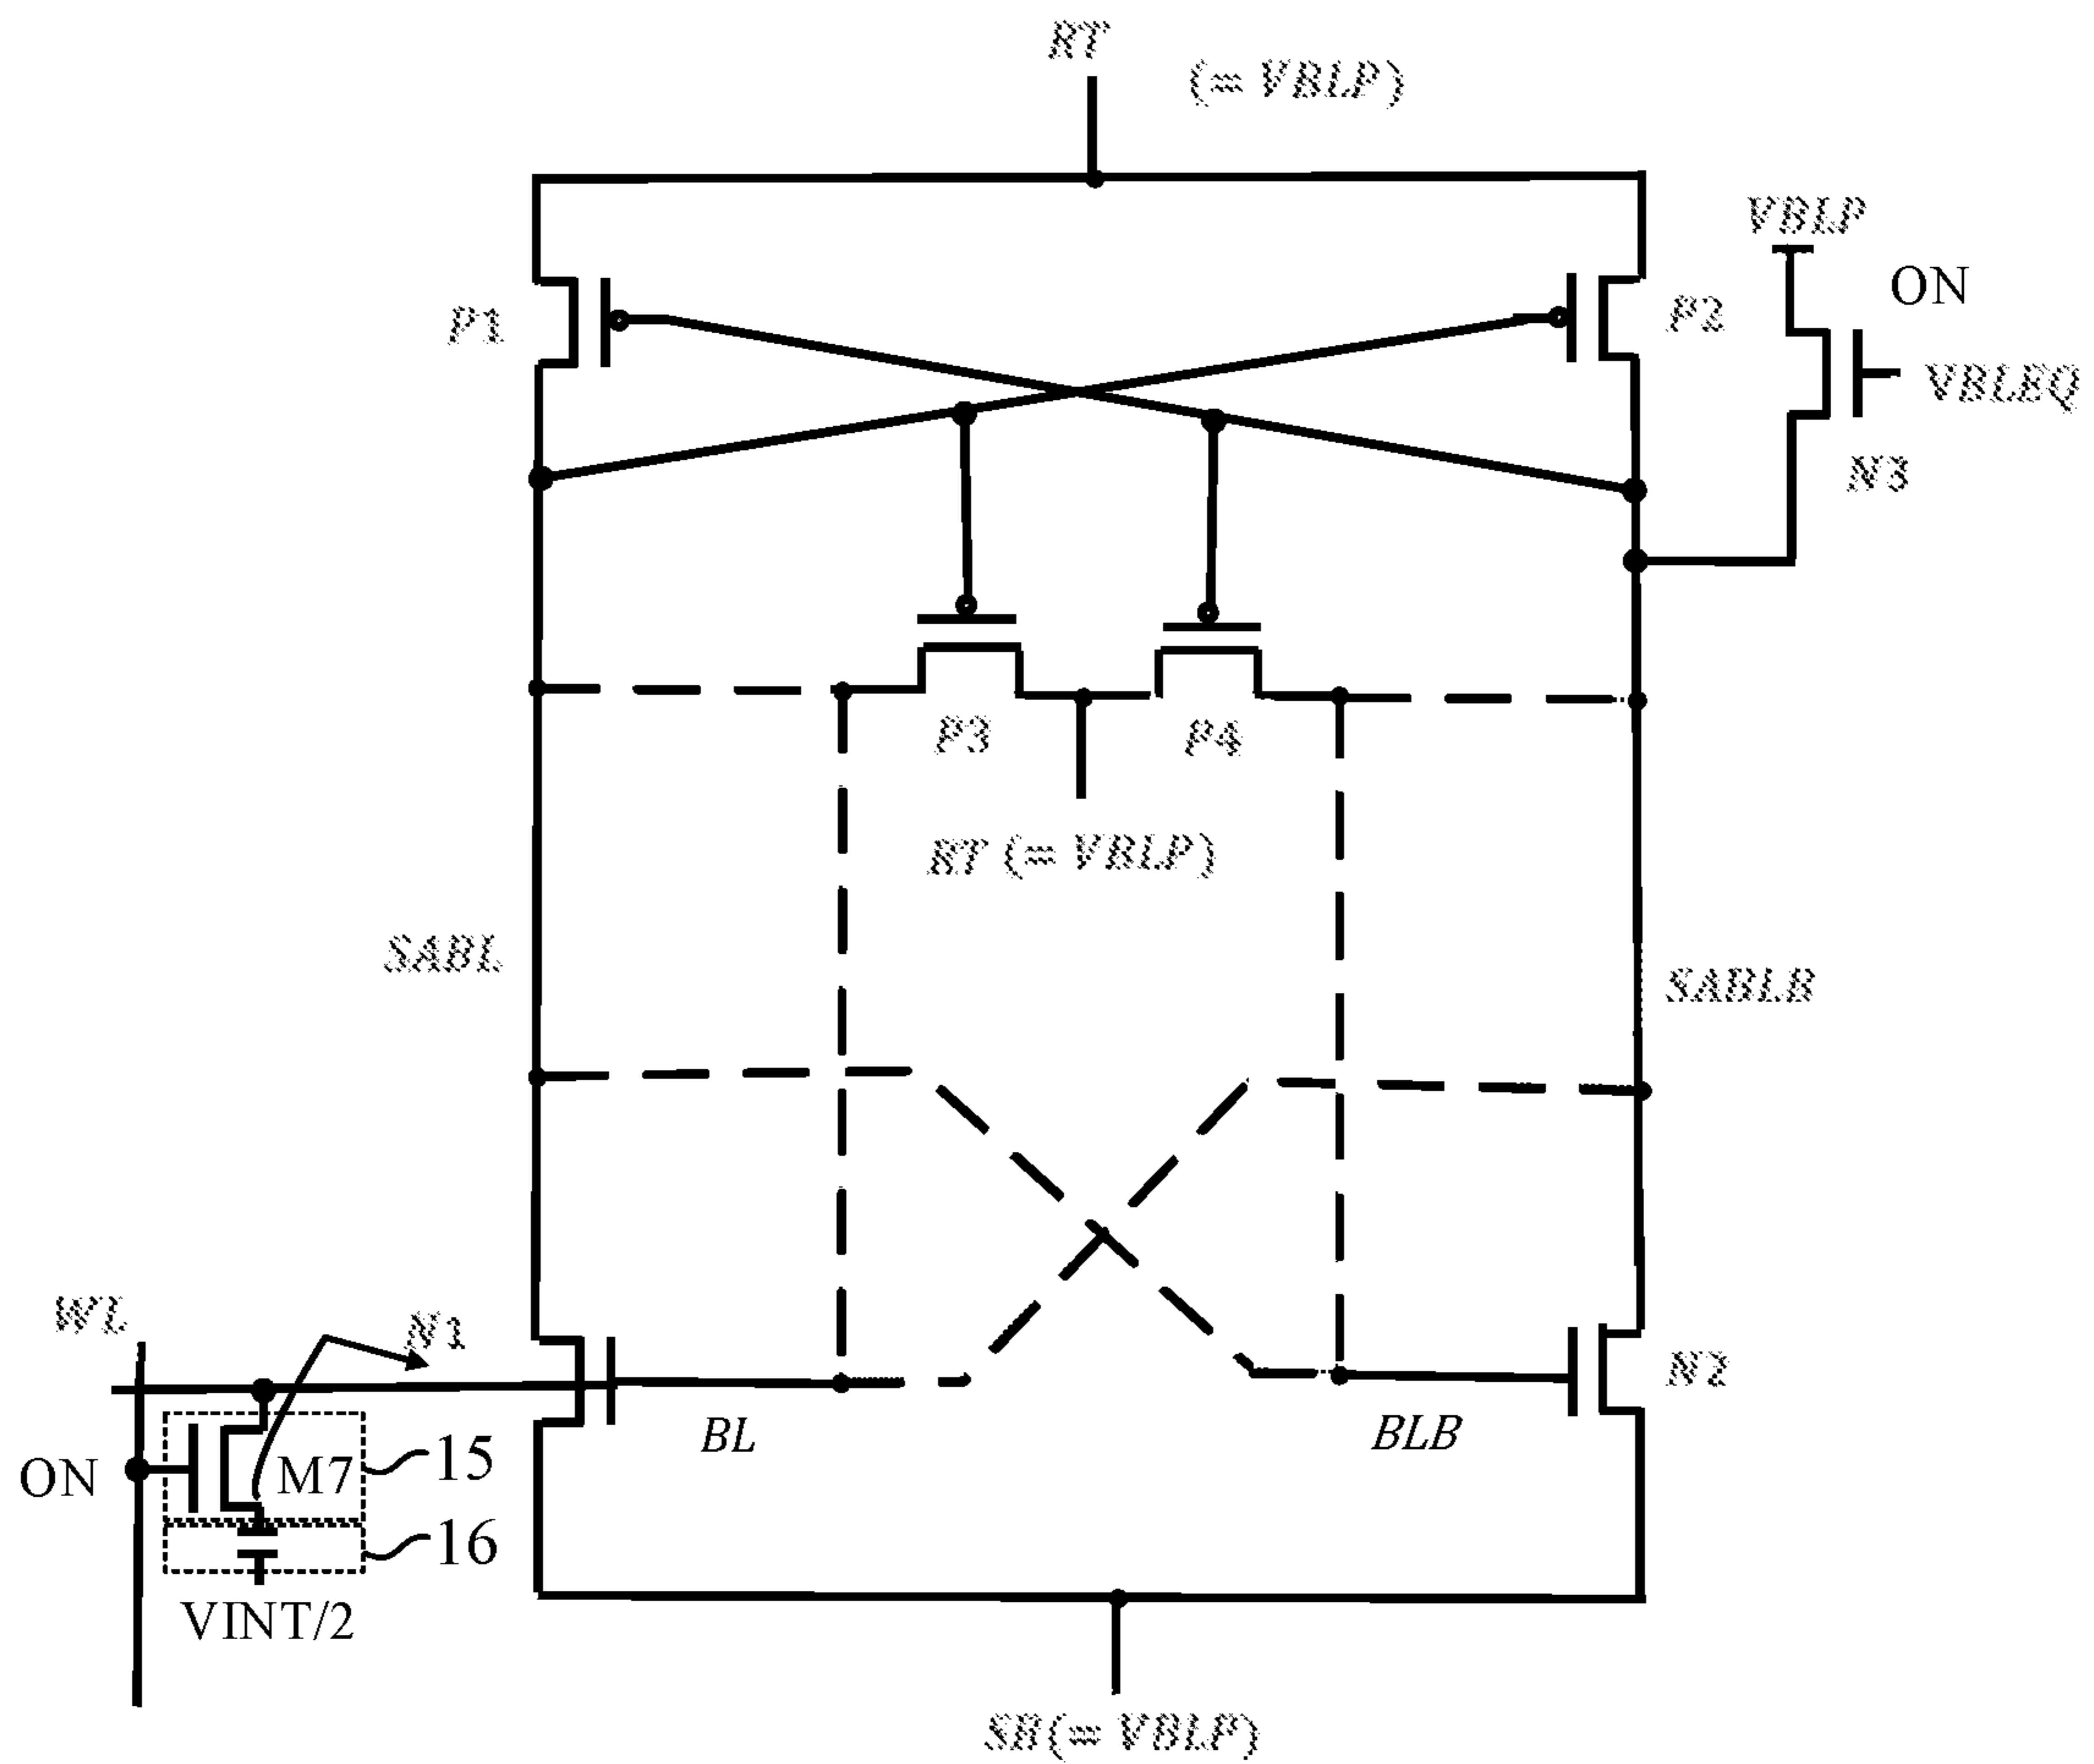 RT
(= VBLP)
VBLP
ON
P1
P2
VBLEQ
N3
P3
P4
RT (= VBLP)
SABL
SABLB
WL
N1
N2
BL
BLB
M7
15
ON
16
VINT/2
SB(= VBLP)